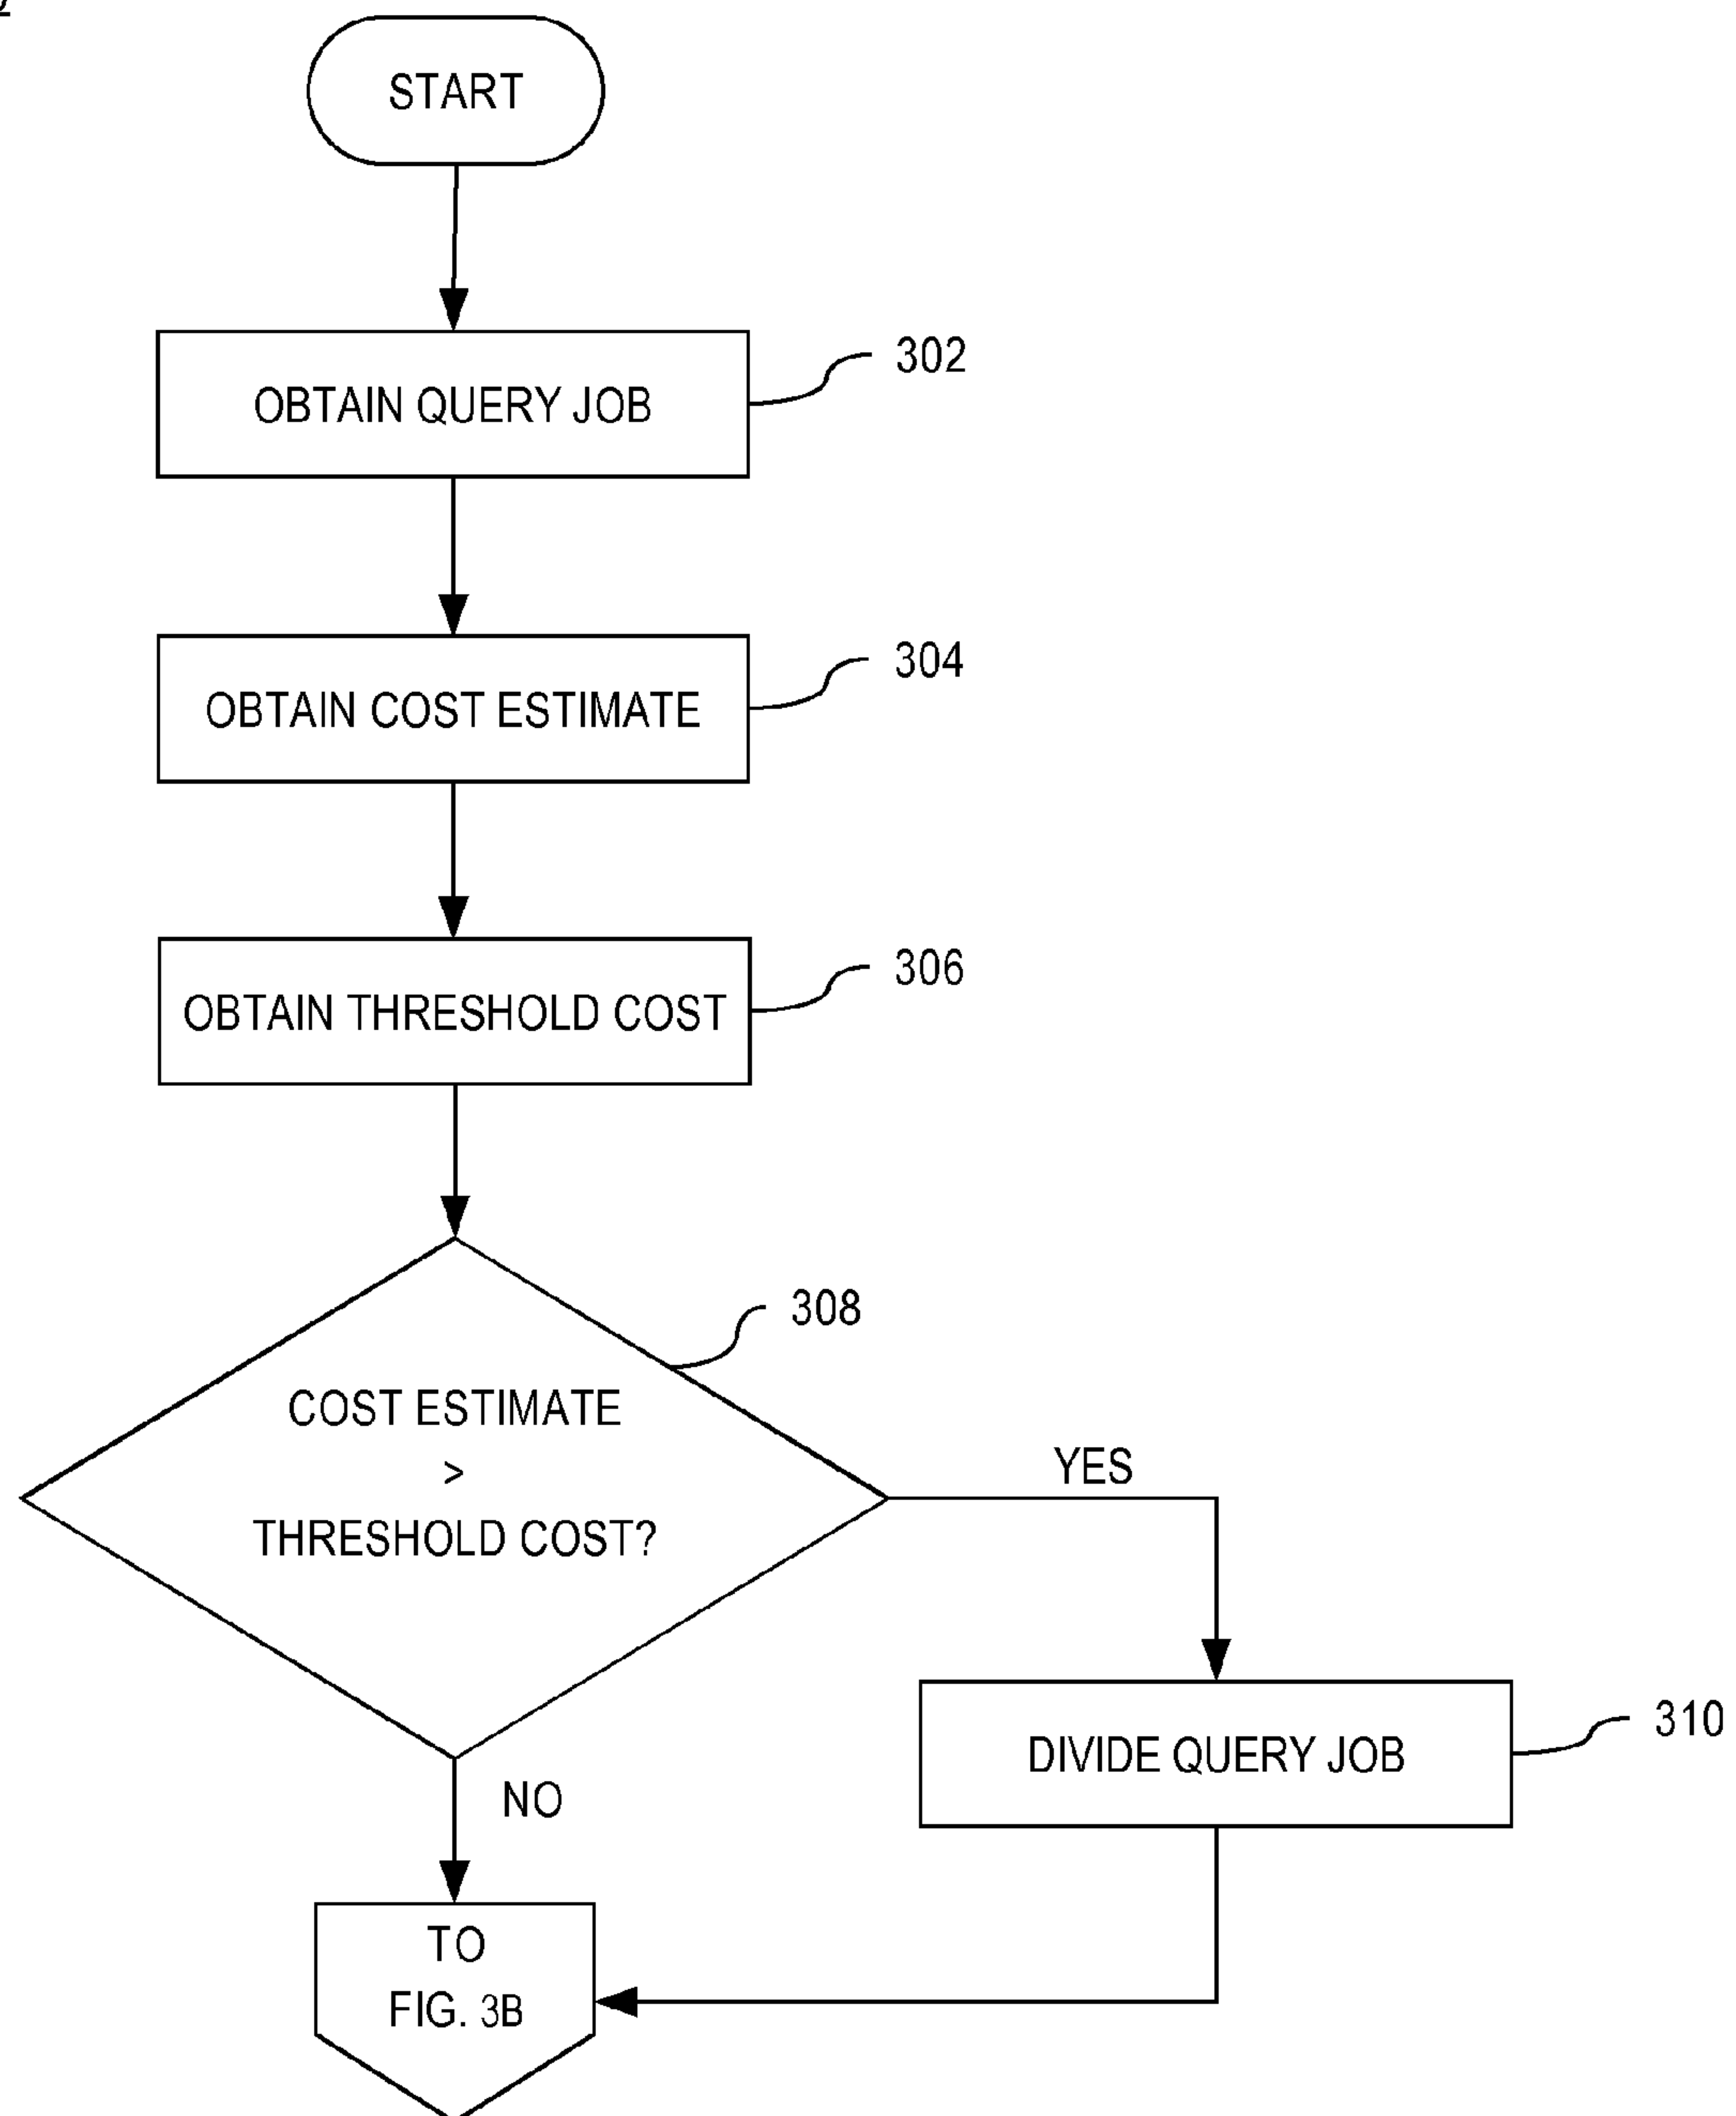 START
OBTAIN QUERY JOB
302
OBTAIN COST ESTIMATE
304
OBTAIN THRESHOLD COST
306
308
COST ESTIMATE
>
THRESHOLD COST?
YES
DIVIDE QUERY JOB
310
NO
TO
FIG. 3B